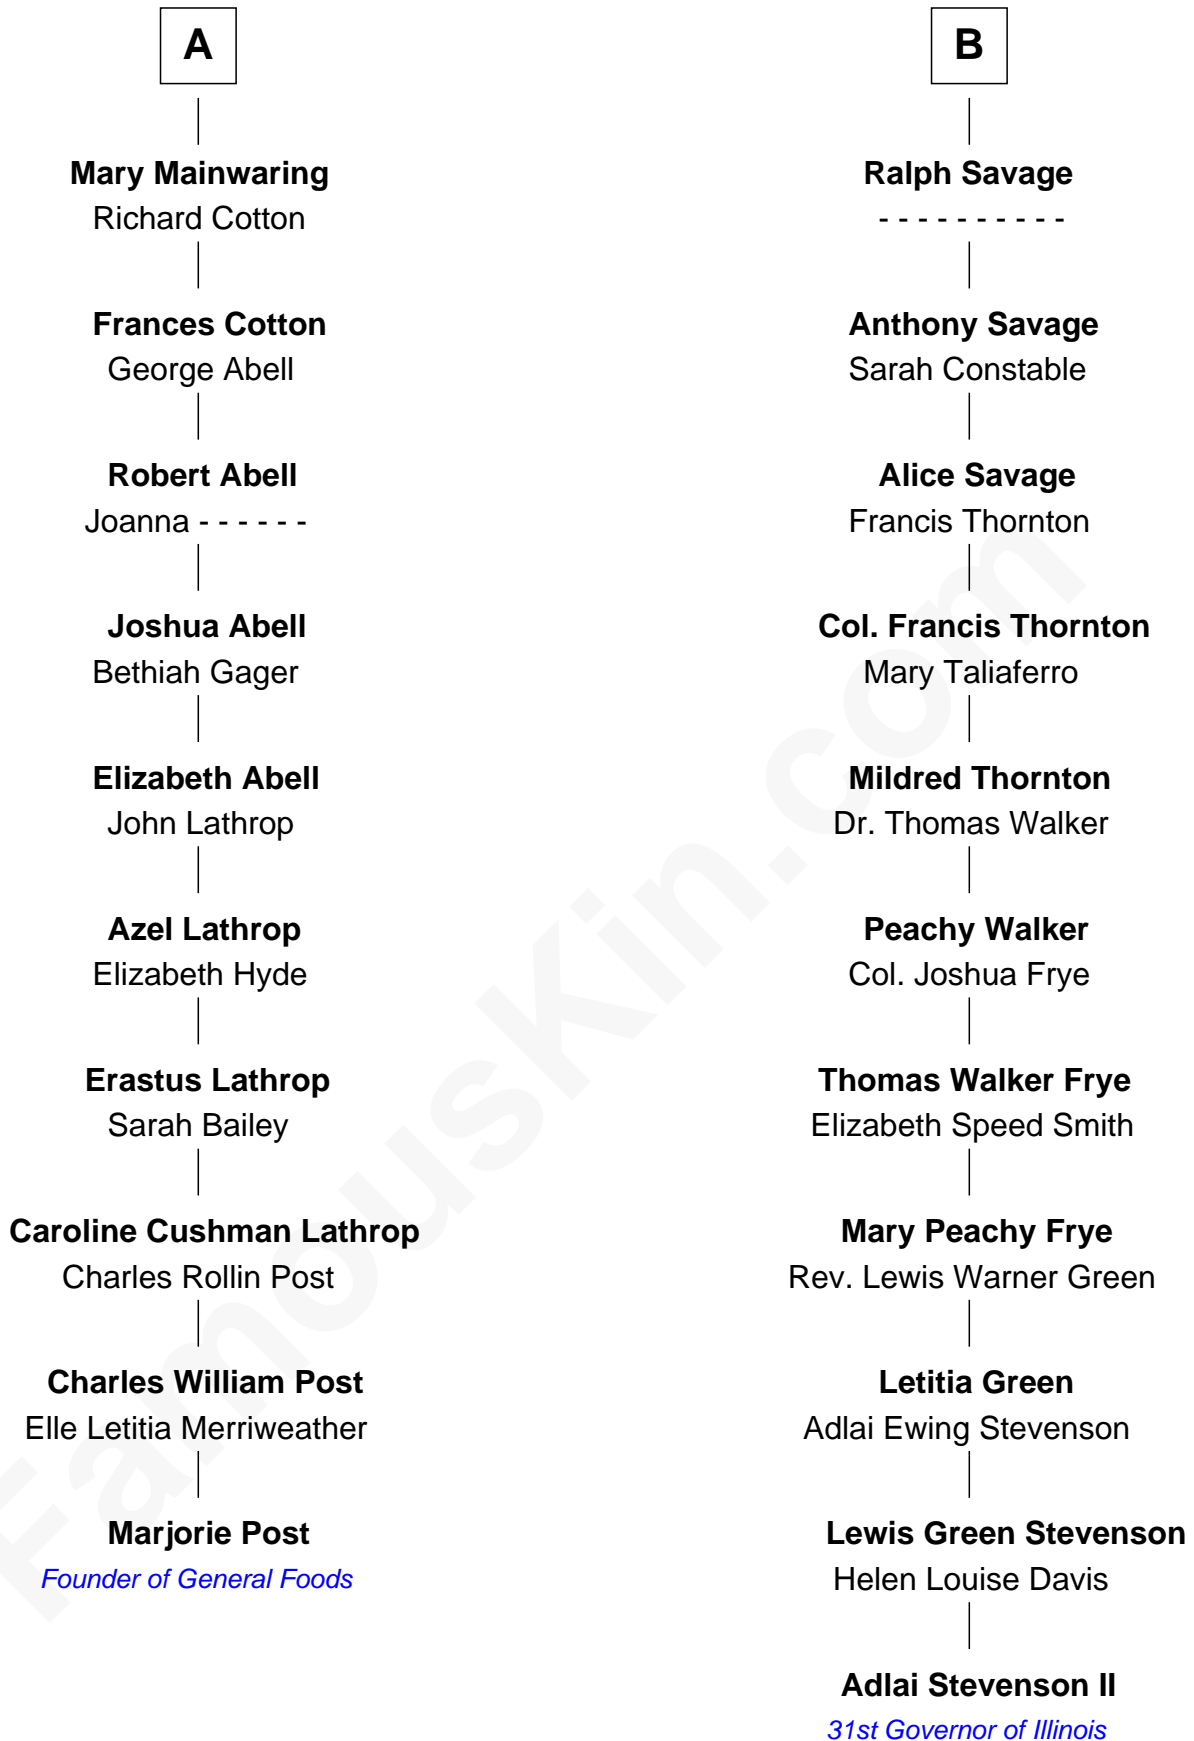 A
Mary Mainwaring
Richard Cotton
Frances Cotton
George Abell
Robert Abell
Joanna - - - - - -
Joshua Abell
Bethiah Gager
Elizabeth Abell
John Lathrop
Azel Lathrop
Elizabeth Hyde
Erastus Lathrop
Sarah Bailey
Caroline Cushman Lathrop
Charles Rollin Post
Charles William Post
Elle Letitia Merriweather
Marjorie Post
Founder of General Foods
B
Ralph Savage
- - - - - - - - - -
Anthony Savage
Sarah Constable
Alice Savage
Francis Thornton
Col. Francis Thornton
Mary Taliaferro
Mildred Thornton
Dr. Thomas Walker
Peachy Walker
Col. Joshua Frye
Thomas Walker Frye
Elizabeth Speed Smith
Mary Peachy Frye
Rev. Lewis Warner Green
Letitia Green
Adlai Ewing Stevenson
Lewis Green Stevenson
Helen Louise Davis
Adlai Stevenson II
31st Governor of Illinois
FamousKin.com